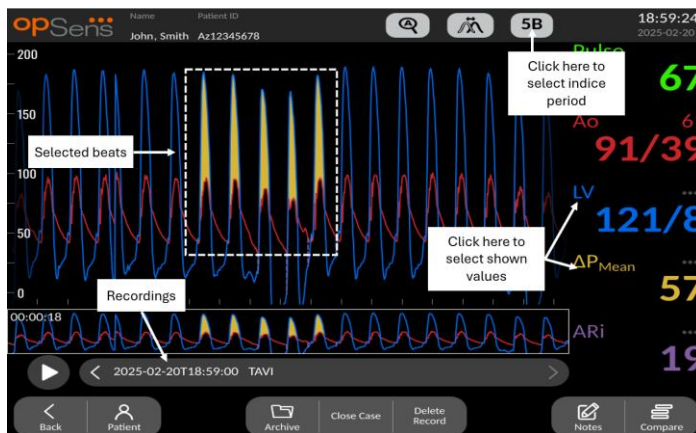 opSens
Name
Patient ID
John, Smith
Az12345678
5B
18:59:24
2025-02-20
200
150
100
50
0
Click here to
select indice
period
Selected beats
Click here to
select shown
values
Recordings
Pulse
67
Ao
6
91/39
LV
121/8
ΔPMean
57
ARi
19
00:00:18
2025-02-20T18:59:00 TAVI
Back
Patient
Archive
Close Case
Delete
Record
Notes
Compare